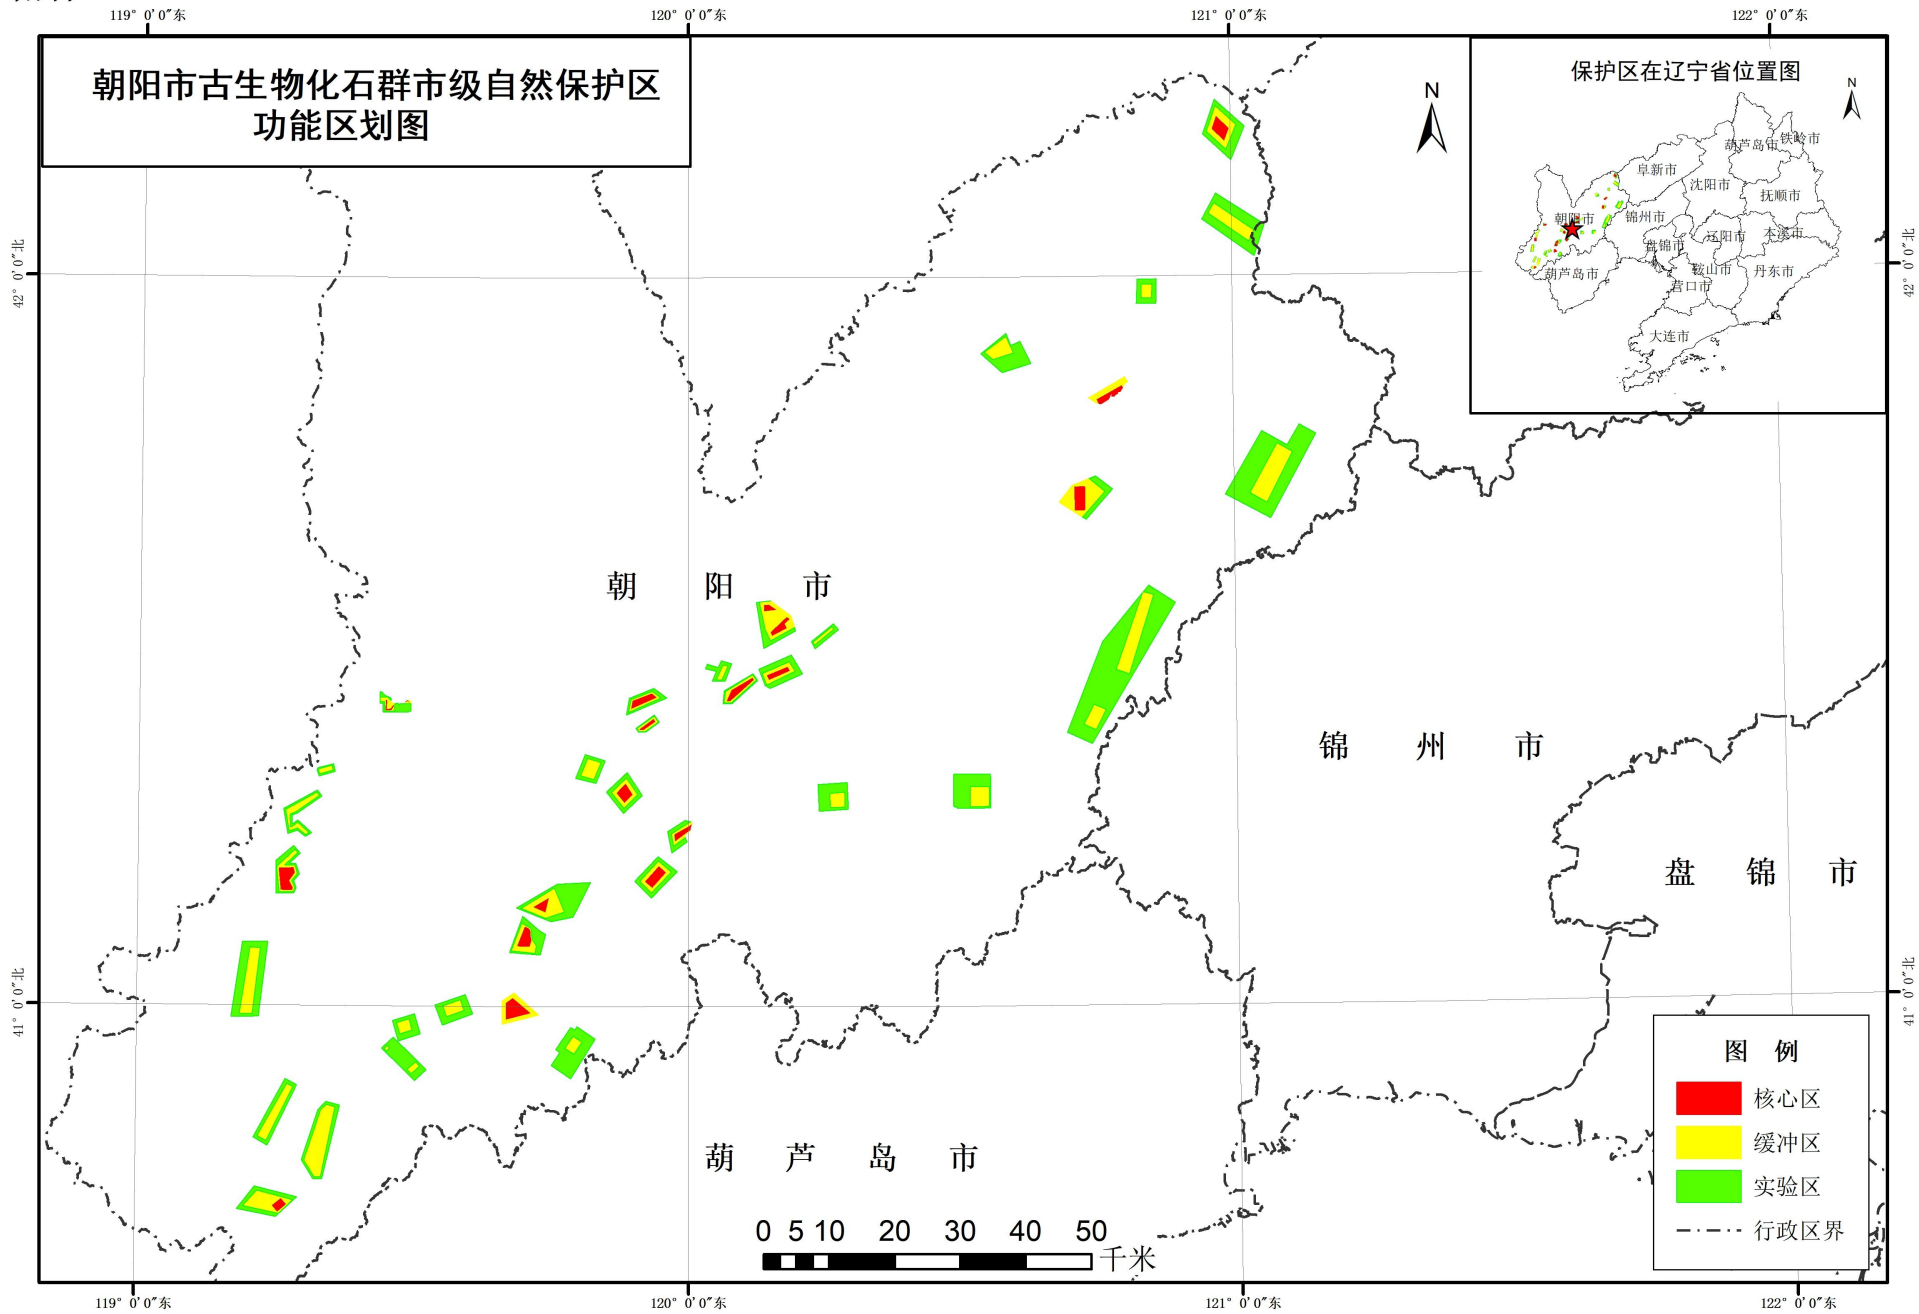 119° 0′0″东
120° 0′0″东
121° 0′0″东
122° 0′0″东
朝阳市古生物化石群市级自然保护区
功能区划图
N
保护区在辽宁省位置图
N
葫芦岛市
铁岭市
阜新市
沈阳市
抚顺市
朝阳市
锦州市
盘锦市
辽阳市
本溪市
葫芦岛市
鞍山市
丹东市
营口市
大连市
42° 0′0″北
42° 0′0″北
朝阳市
锦州市
盘锦市
41° 0′0″北
41° 0′0″北
葫芦岛市
图例
核心区
缓冲区
实验区
行政区界
0 5 10 20 30 40 50
千米
119° 0′0″东
120° 0′0″东
121° 0′0″东
122° 0′0″东